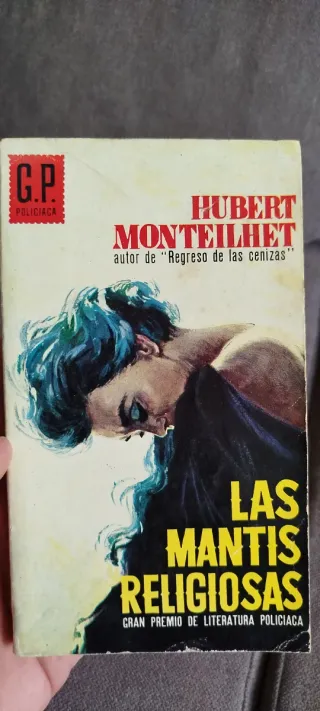 G.P.
POLICIACA
HUBERT
MONTEILHET
autor de "Regreso de las cenizas"
LAS
MANTIS
RELIGIOSAS
GRAN PREMIO DE LITERATURA POLICIACA